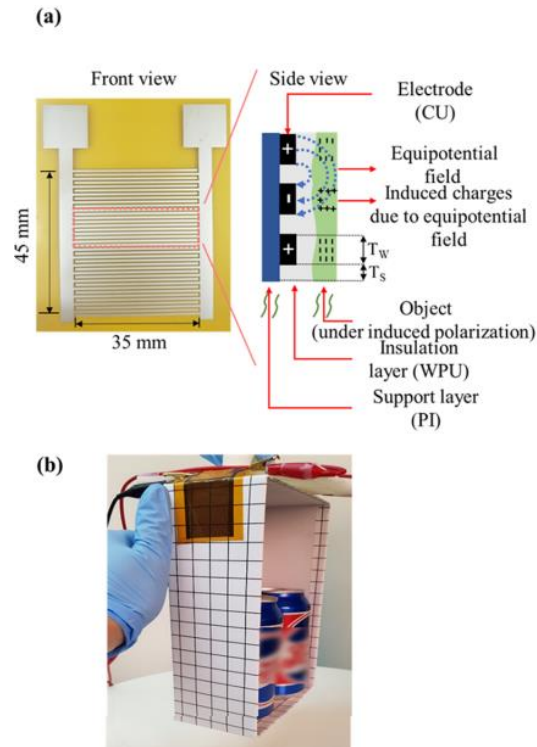 (a)
Front view
Side view
Electrode
(CU)
Equipotential
field
Induced charges
due to equipotential
field
T_W
T_S
45 mm
35 mm
Object
(under induced polarization)
Insulation
layer (WPU)
Support layer
(PI)
(b)